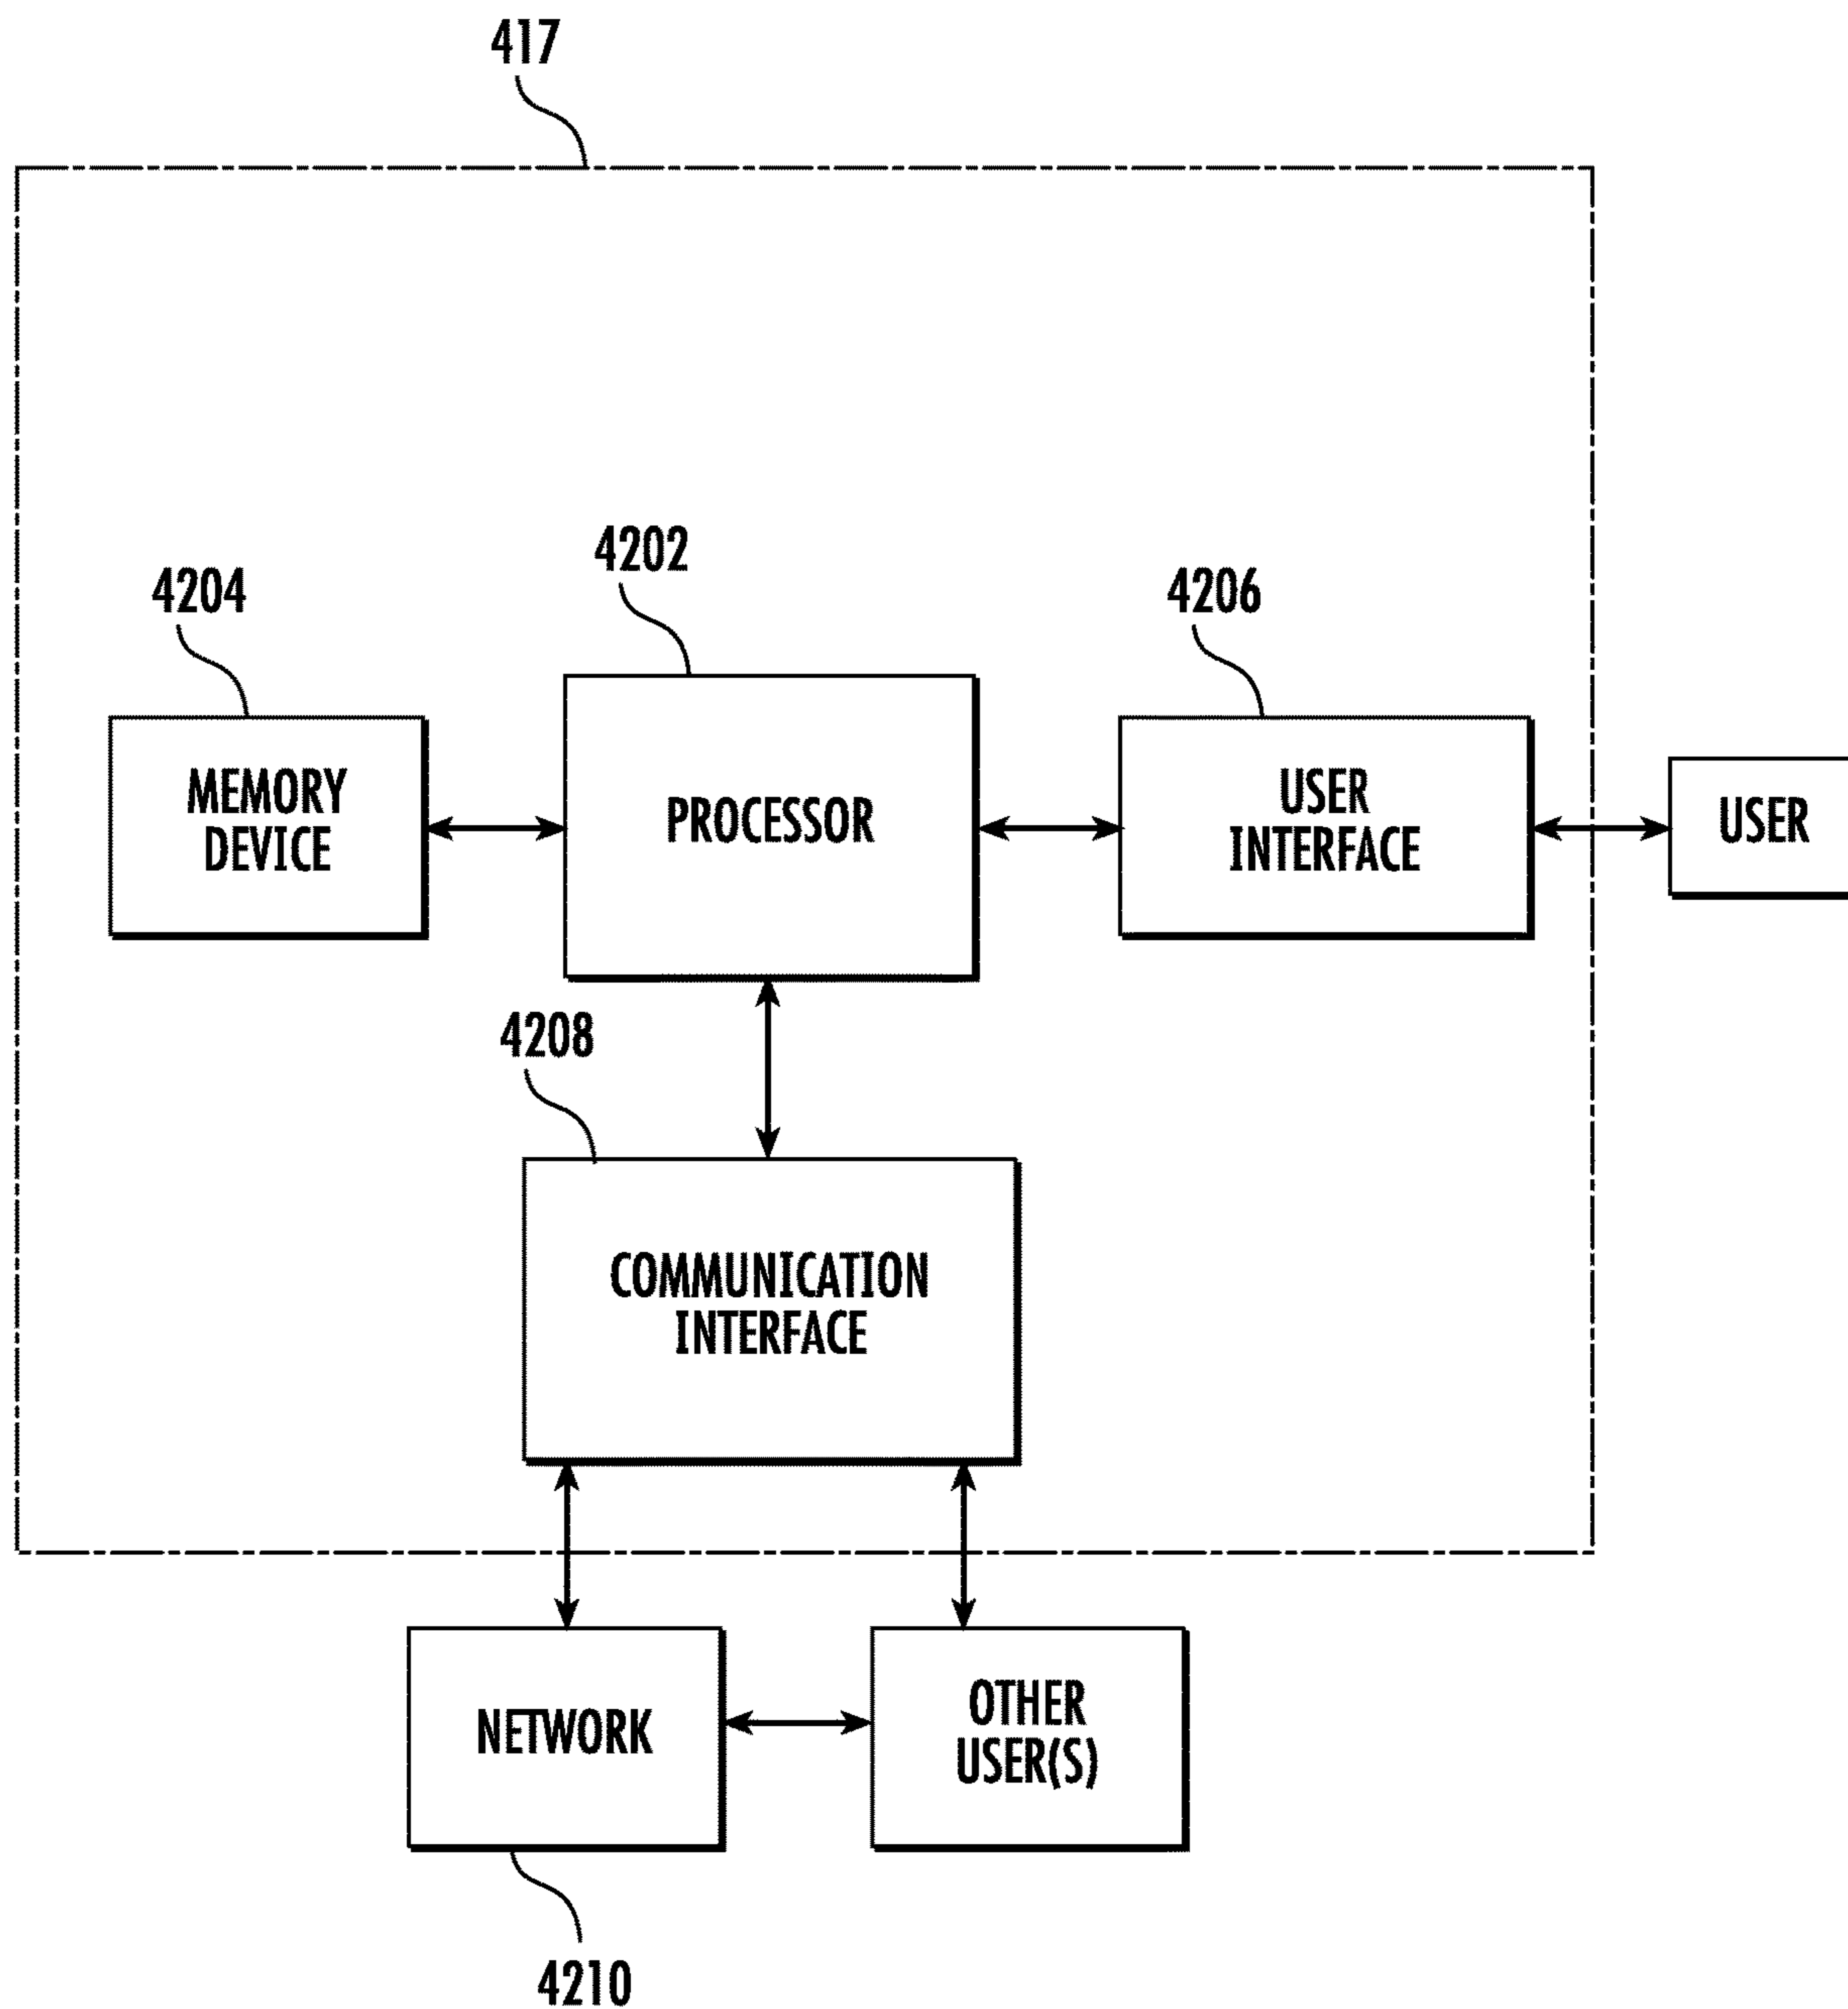 417
4202
4204
4206
MEMORY
DEVICE
PROCESSOR
USER
INTERFACE
USER
4208
COMMUNICATION
INTERFACE
NETWORK
OTHER
USER(S)
4210